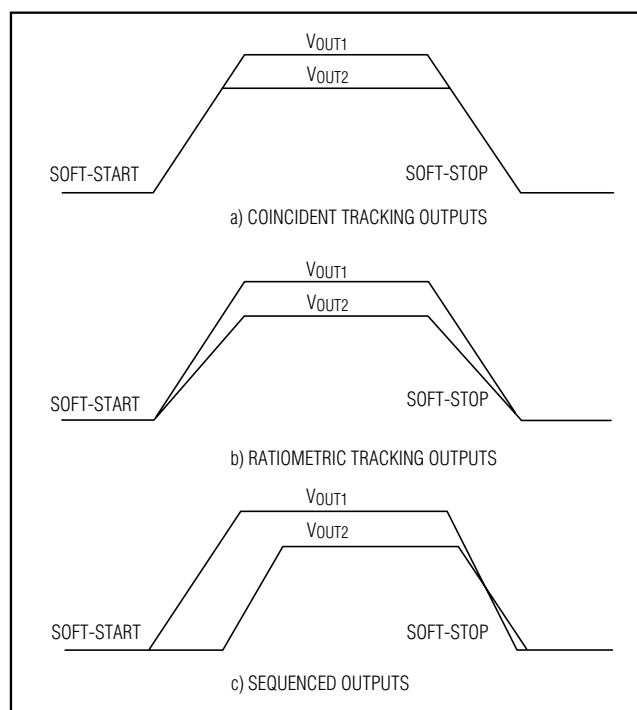 VOUT1
VOUT2
SOFT-START
SOFT-STOP
a) COINCIDENT TRACKING OUTPUTS
VOUT1
VOUT2
SOFT-START
SOFT-STOP
b) RATIOMETRIC TRACKING OUTPUTS
VOUT1
VOUT2
SOFT-START
SOFT-STOP
c) SEQUENCED OUTPUTS